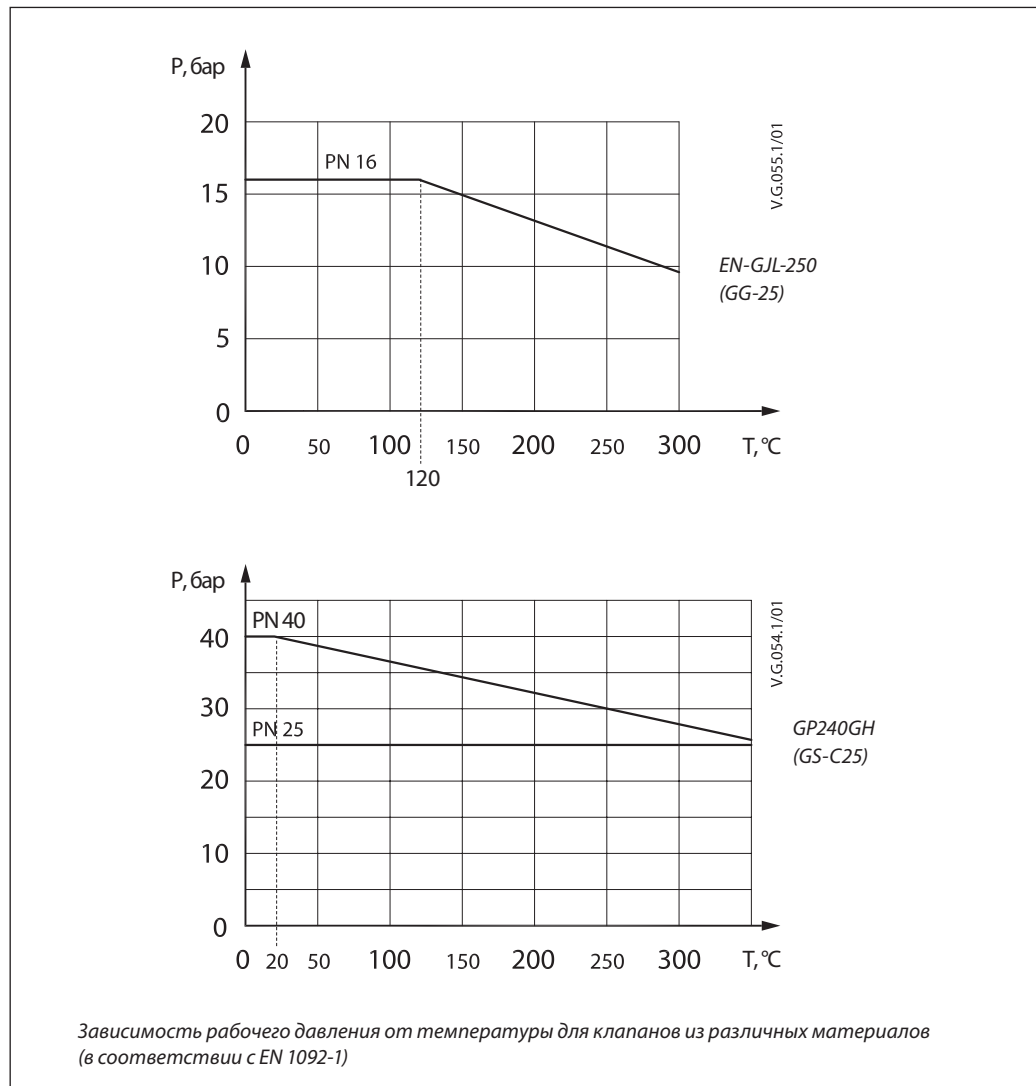 P, бар
20
PN 16
15
10
5
0
0 50 100 150 200 250 300 T, °C
120
V.G.055.1/01
EN-GJL-250
(GG-25)
P, бар
PN 40
40
30
PN 25
20
10
0
0 20 50 100 150 200 250 300 T, °C
V.G.054.1/01
GP240GH
(GS-C25)
Зависимость рабочего давления от температуры для клапанов из различных материалов
(в соответствии с EN 1092-1)